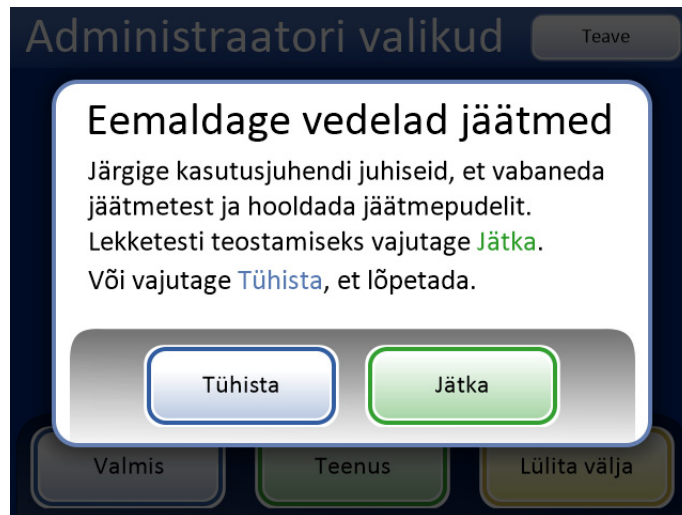 Administraatori valikud
Teave
Eemaldage vedelad jäätmed
Järgige kasutusjuhendi juhiseid, et vabaneda
jäätmetest ja hooldada jäätmepudelit.
Lekketesti teostamiseks vajutage Jätka.
Või vajutage Tühista, et lõpetada.
Tühista
Jätka
Valmis
Teenus
Lülita välja